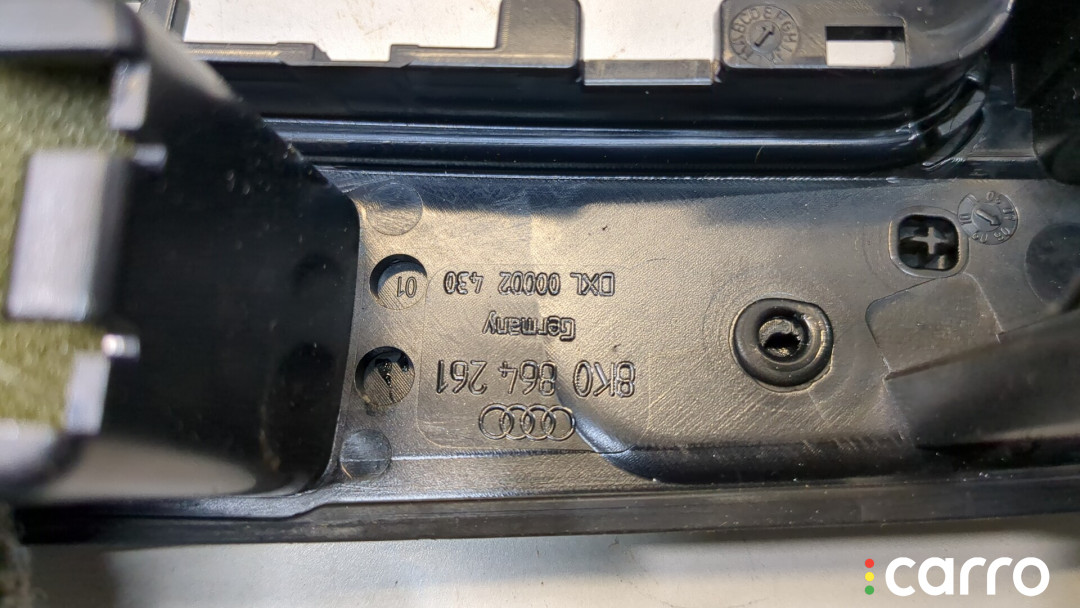 8K0 864 261
Germany
DXL 00002 430
01
carro